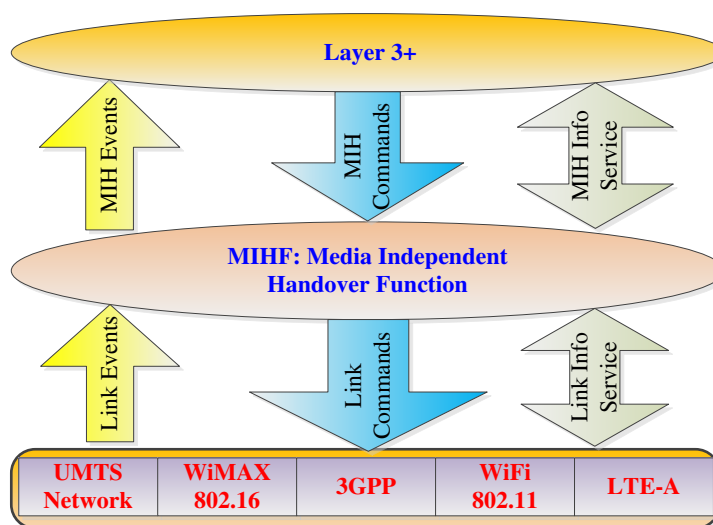 Layer 3+
MIH Events
MIH
Commands
MIH Info
Service
MIHF: Media Independent
Handover Function
Link Events
Link
Commands
Link Info
Service
UMTS
Network
WiMAX
802.16
3GPP
WiFi
802.11
LTE-A